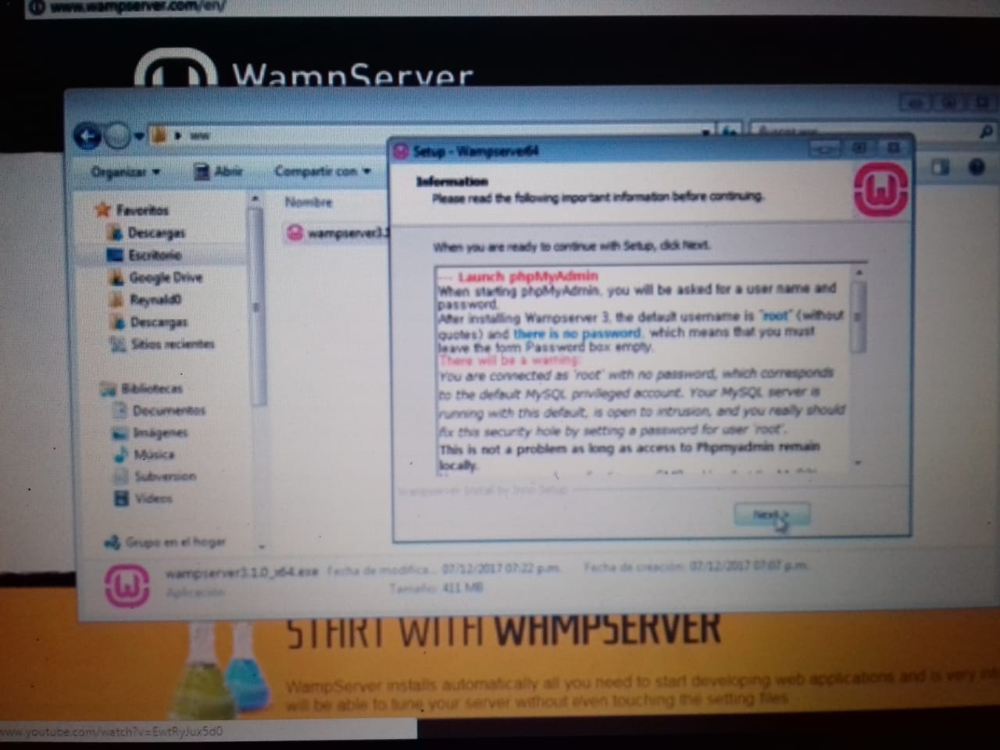 www.wampserver.com/en/
WampServer
ww
Organizar
Abrir
Compartir con
Favoritos
Descargas
Escritorio
Google Drive
Reynald0
Descargas
Sitios recientes
Bibliotecas
Documentos
Imágenes
Música
Subversion
Videos
Grupo en el hogar
Nombre
wampserver3.1
Setup - Wampserver64
Information
Please read the following important information before continuing.
When you are ready to continue with Setup, click Next.
--- Launch phpMyAdmin
When starting phpMyAdmin, you will be asked for a user name and
password.
After installing Wampserver 3, the default username is "root" (without
quotes) and there is no password, which means that you must
leave the form Password box empty.
There will be a warning:
You are connected as 'root' with no password, which corresponds
to the default MySQL privileged account. Your MySQL server is
running with this default, is open to intrusion, and you really should
fix this security hole by setting a password for user 'root'.
This is not a problem as long as access to Phpmyadmin remain
locally.
Wampserver Install by Inno Setup
Next >
wampserver3.1.0_x64.exe Fecha de modifica... 07/12/2017 07:22 p.m. Fecha de creación: 07/12/2017 07:07 p.m.
Aplicación Tamaño: 411 MB
START WITH WAMPSERVER
WampServer installs automatically all you need to start developing web applications and is very
will be able to tune your server without even touching the setting files
www.youtube.com/watch?v=EwtRyJux5d0